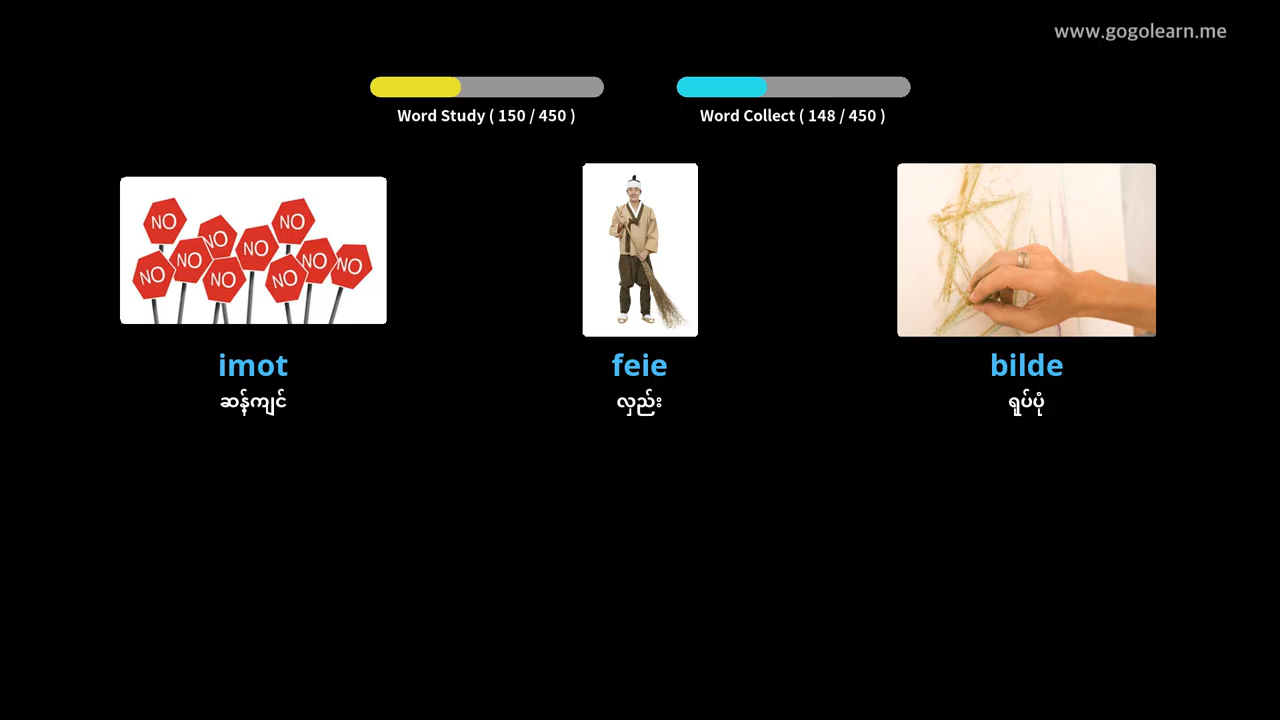 www.gogolearn.me
Word Study ( 150 / 450 )
Word Collect ( 148 / 450 )
NO NO NO NO NO NO NO NO NO NO
imot
ဆန့်ကျင်
feie
လှည်း
bilde
ရုပ်ပုံ